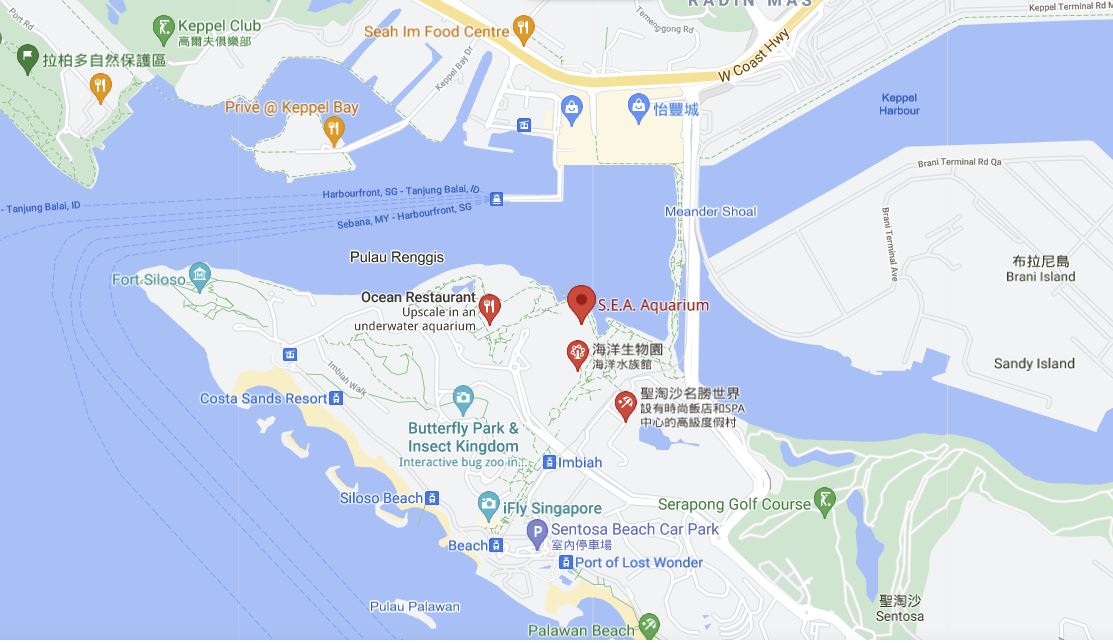 RADIN MAS
Port Rd
Keppel Club
高爾夫俱樂部
Seah Im Food Centre
Temenggong Rd
Keppel Terminal Rd M
拉柏多自然保護區
Keppel Bay Dr
W Coast Hwy
Privé @ Keppel Bay
怡豐城
Keppel
Harbour
Brani Terminal Rd Qa
Harbourfront, SG - Tanjung Balai, ID
- Tanjung Balai, ID
Sebana, MY - Harbourfront, SG
Meander Shoal
Brani Terminal Ave
Pulau Renggis
布拉尼島
Brani Island
Fort Siloso
Ocean Restaurant
Upscale in an
underwater aquarium
S.E.A. Aquarium
海洋生物園
海洋水族館
Sandy Island
Imbiah Walk
Costa Sands Resort
聖淘沙名勝世界
設有時尚飯店和SPA
中心的高級度假村
Butterfly Park &
Insect Kingdom
Interactive bug zoo in...
Imbiah
Siloso Beach
iFly Singapore
Serapong Golf Course
Sentosa Beach Car Park
室內停車場
Beach
Port of Lost Wonder
Pulau Palawan
聖淘沙
Sentosa
Palawan Beach